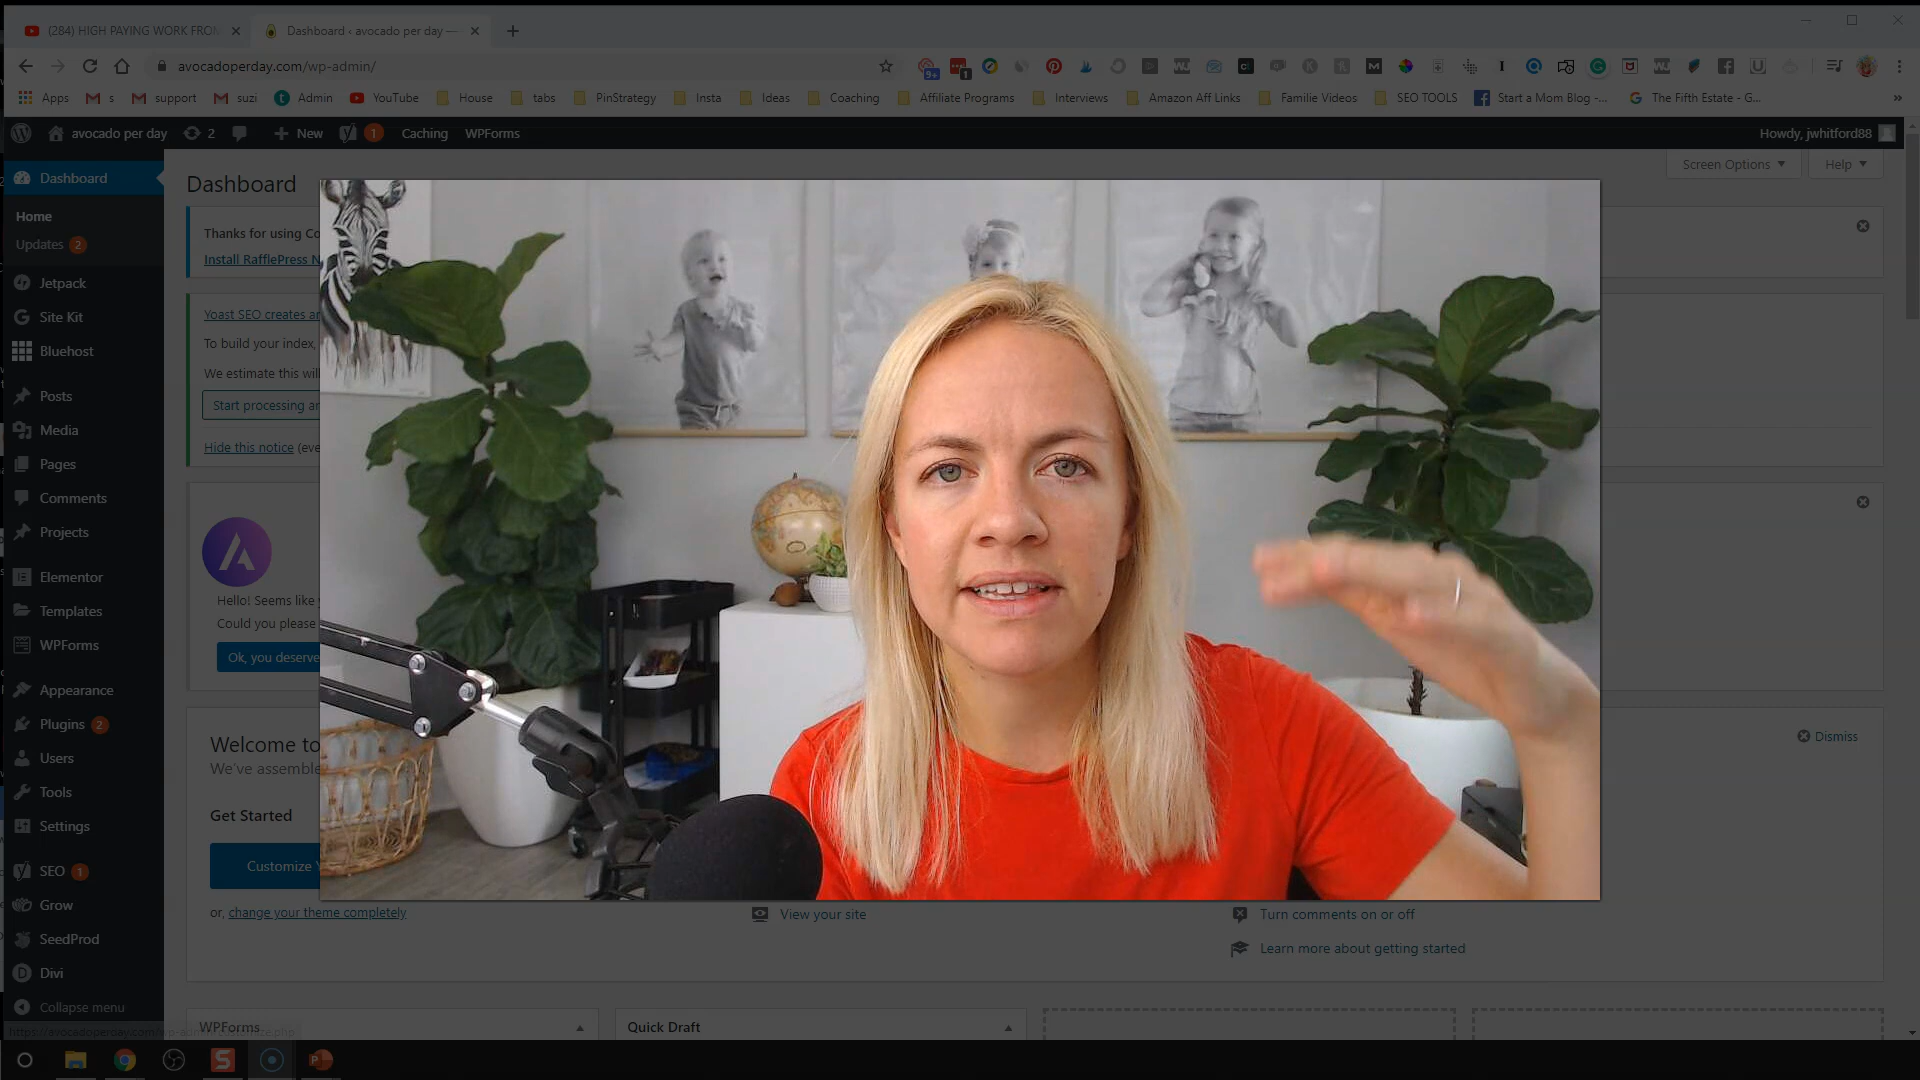 (284) HIGH PAYING WORK FROM
Dashboard ‹ avocado per day —
avocadoperday.com/wp-admin/
9+
1
Apps
s
support
suzi
Admin
YouTube
House
tabs
PinStrategy
Insta
Ideas
Coaching
Affiliate Programs
Interviews
Amazon Aff Links
Familie Videos
SEO TOOLS
Start a Mom Blog -...
The Fifth Estate - G...
»
avocado per day
2
New
1
Caching
WPForms
Howdy, jwhitford88
Dashboard
Home
Updates 2
Jetpack
Site Kit
Bluehost
Posts
Media
Pages
Comments
Projects
Elementor
Templates
WPForms
Appearance
Plugins 2
Users
Tools
Settings
SEO 1
Grow
SeedProd
Divi
Collapse menu
Dashboard
Screen Options
Help
Thanks for using Co
Install RafflePress N
Yoast SEO creates an
To build your index,
We estimate this will
Start processing an
Hide this notice (eve
Hello! Seems like y
Could you please
Ok, you deserve
Welcome to
We've assemble
Dismiss
Get Started
Customize Y
or, change your theme completely
View your site
Turn comments on or off
Learn more about getting started
WPForms
Quick Draft